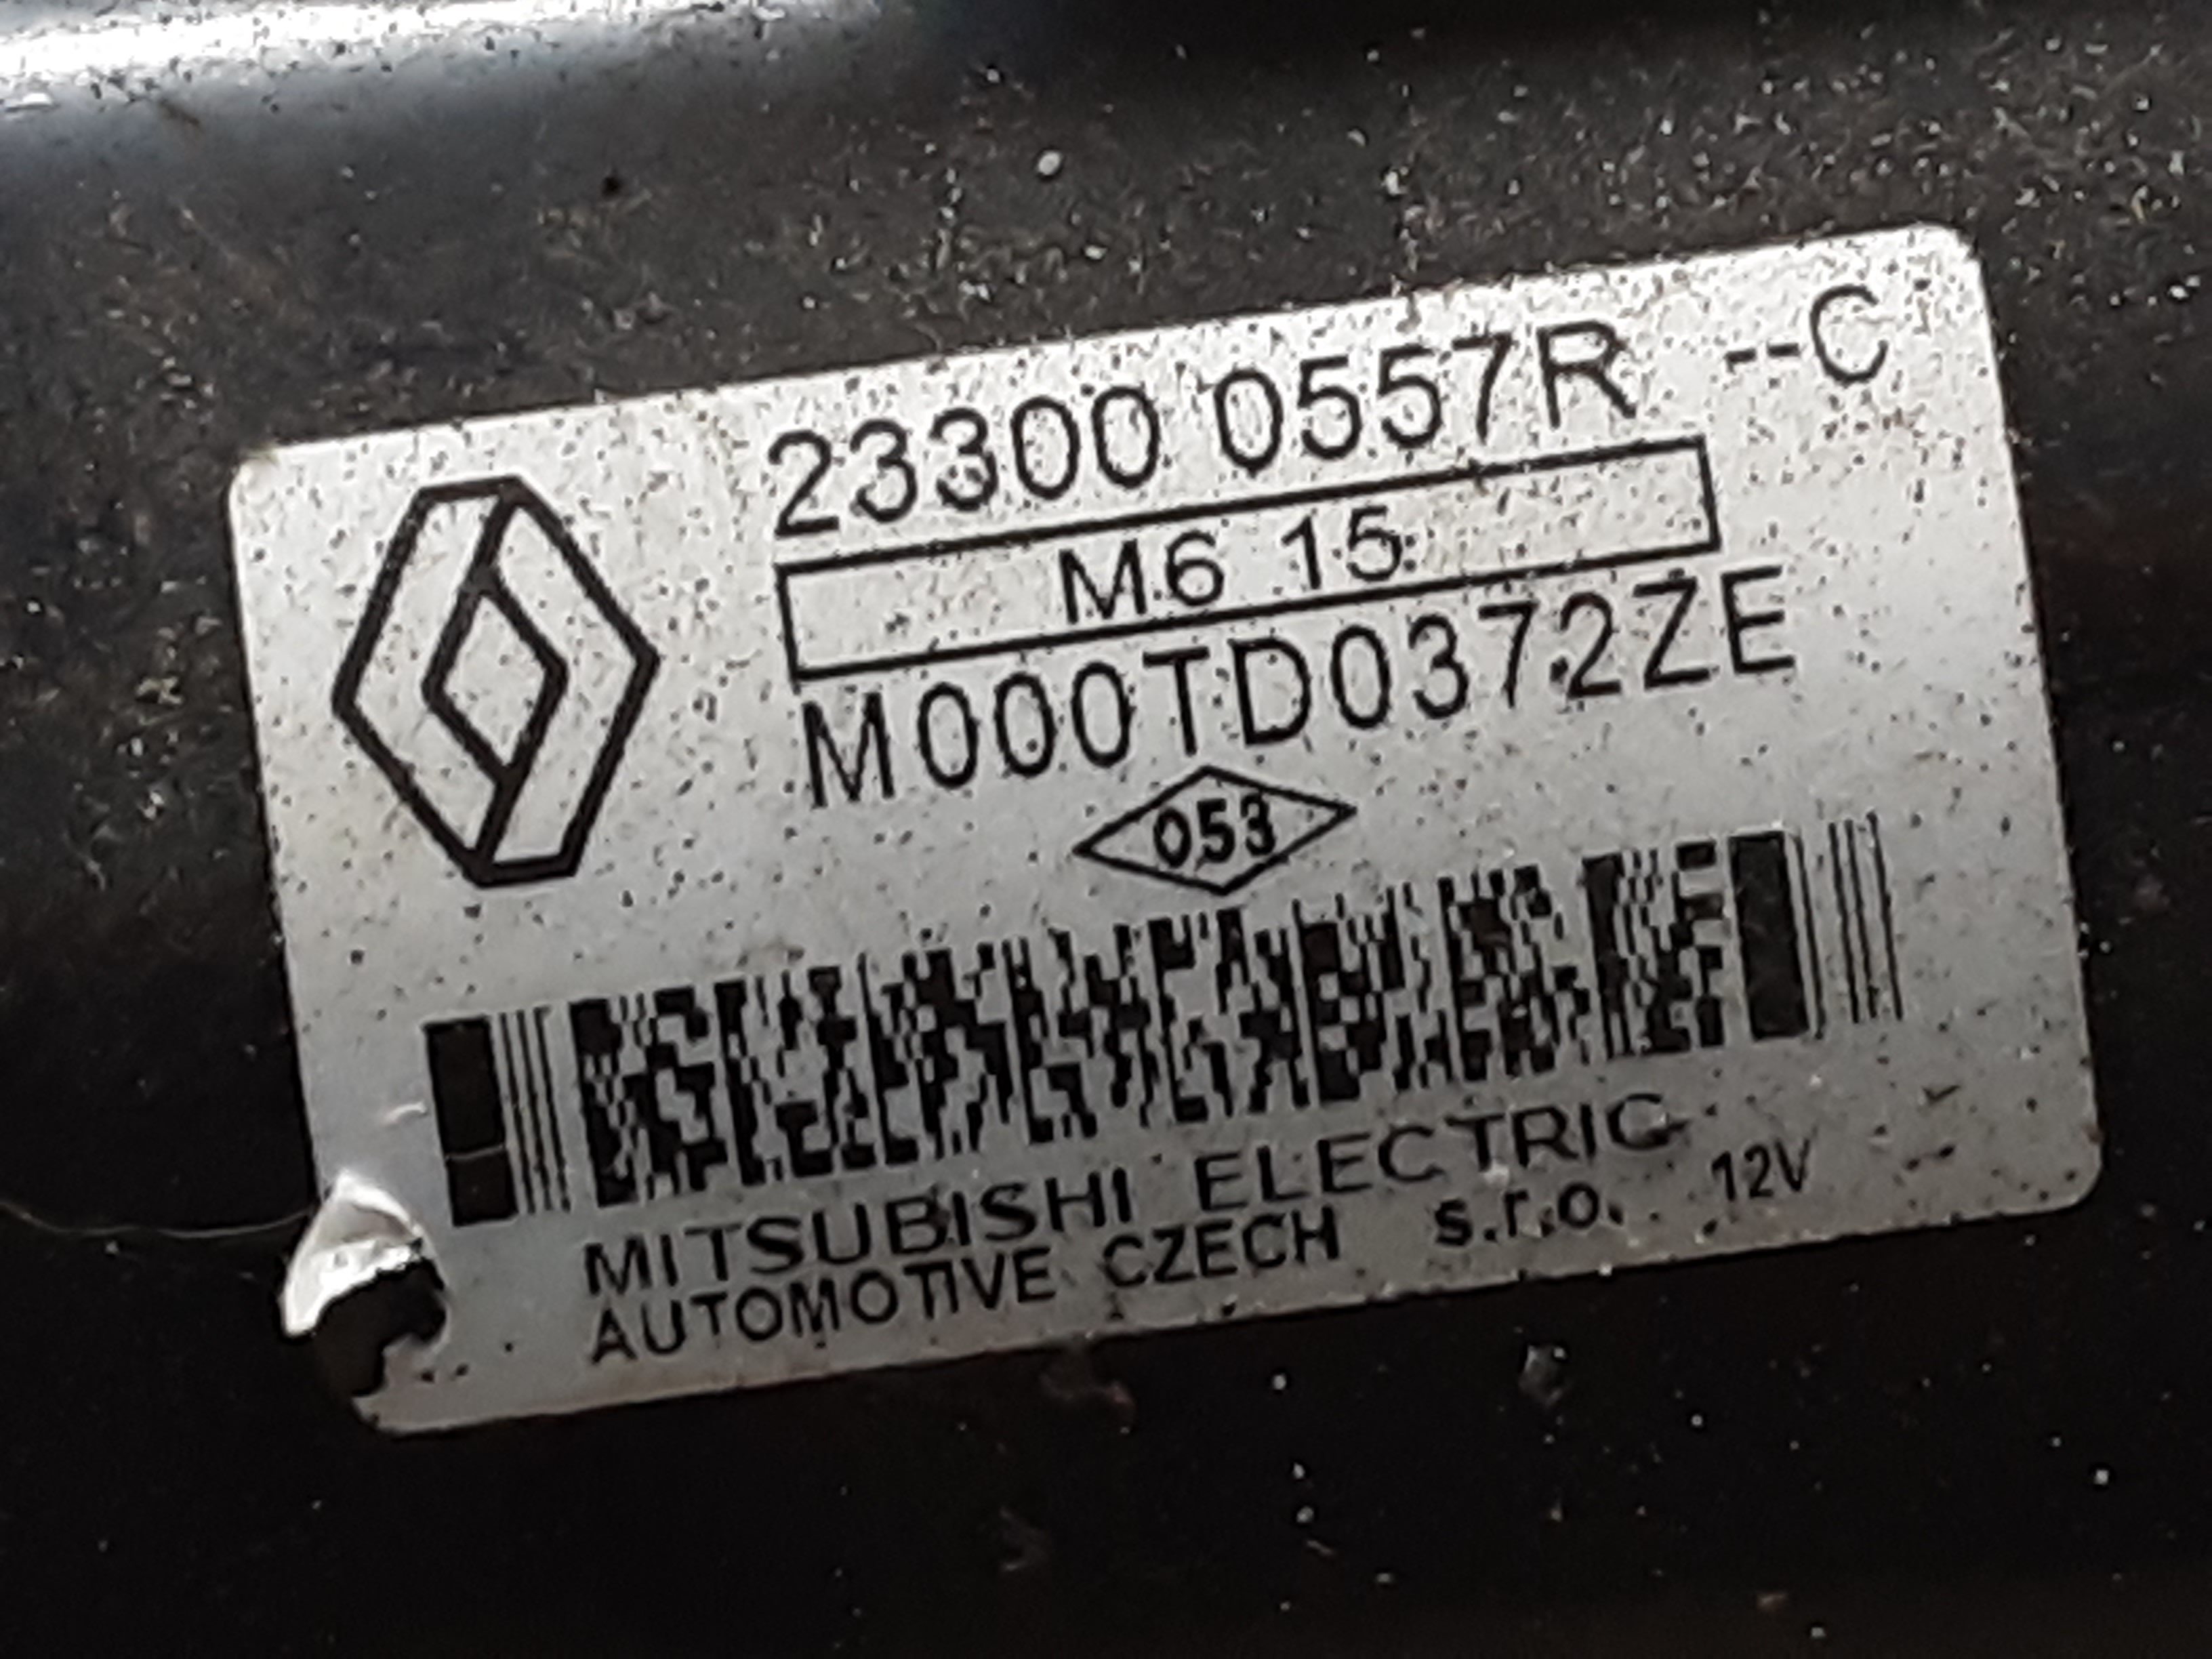 23300 0557R --C
M6 15
M000TD0372ZE
053
MITSUBISHI ELECTRIC
AUTOMOTIVE CZECH s.r.o. 12V